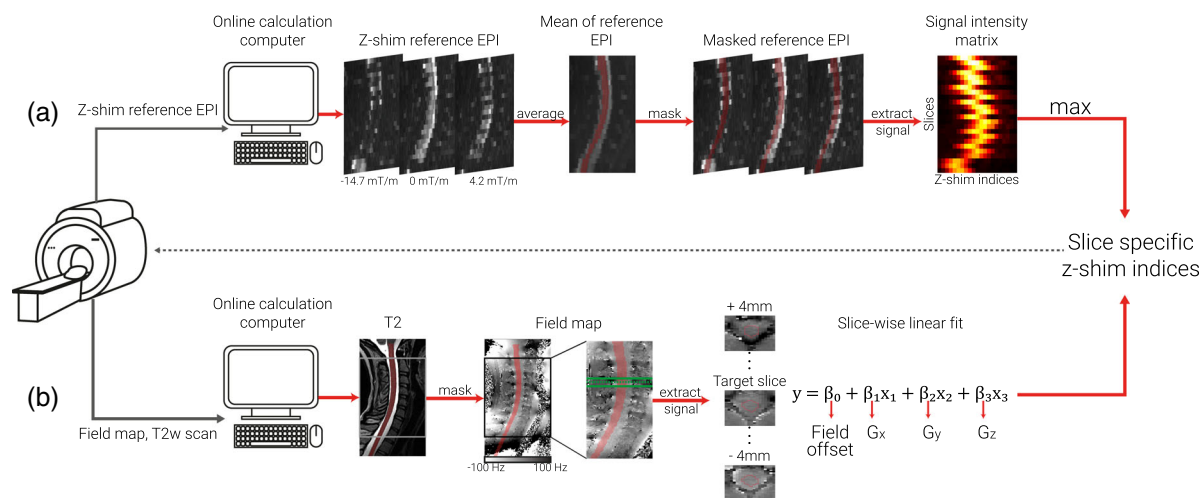 (a)
Online calculation
computer
Z-shim reference EPI
Z-shim reference EPI
-14.7 mT/m
0 mT/m
4.2 mT/m
average
Mean of reference
EPI
mask
Masked reference EPI
extract
signal
Signal intensity
matrix
Slices
Z-shim indices
max
Slice specific
z-shim indices
(b)
Online calculation
computer
Field map, T2w scan
T2
mask
Field map
-100 Hz
100 Hz
extract
signal
+ 4mm
Target slice
- 4mm
Slice-wise linear fit
y = β₀ + β₁x₁ + β₂x₂ + β₃x₃
Field
offset
Gx
Gy
Gz